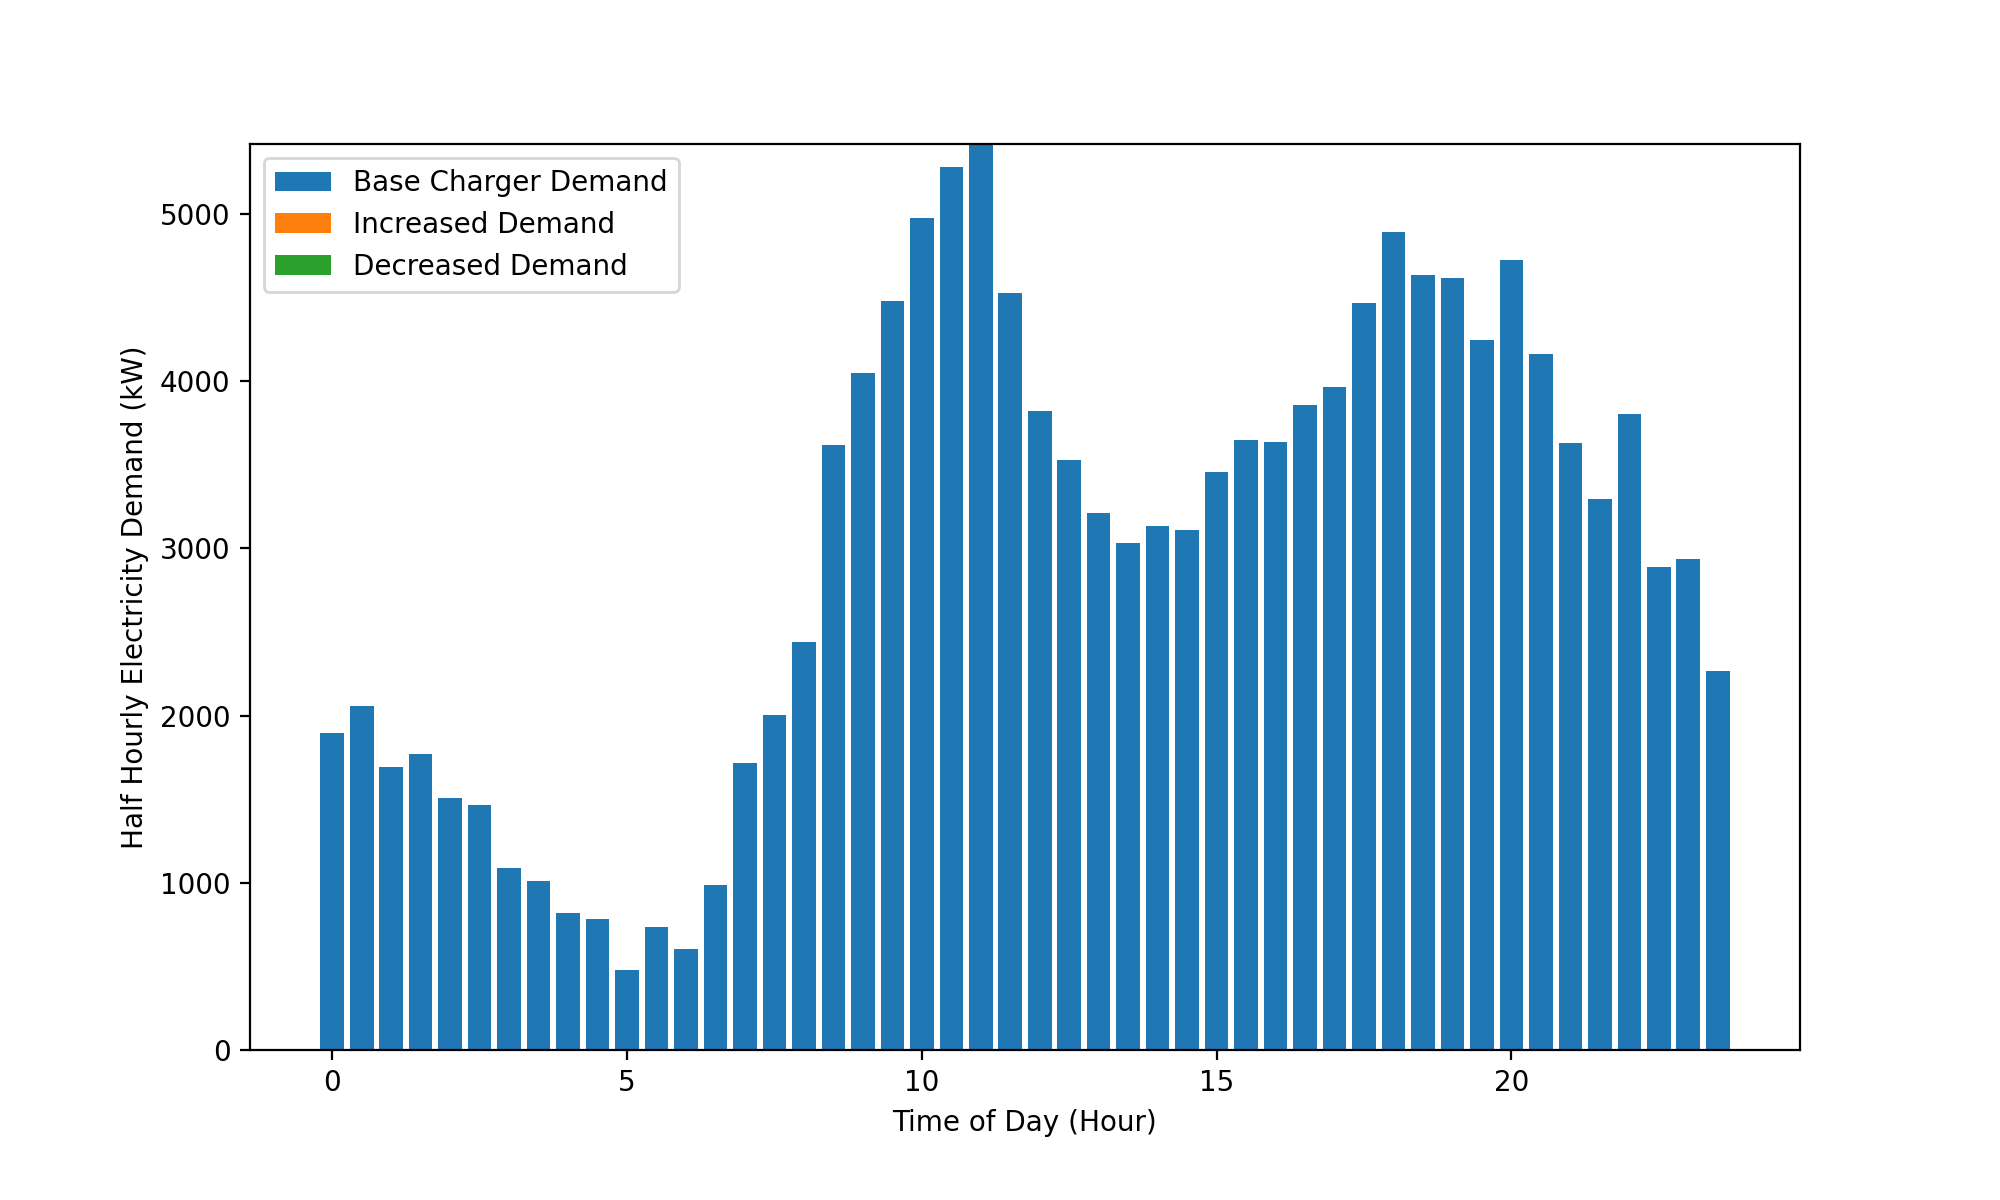 Base Charger Demand
Increased Demand
Decreased Demand
5000
4000
3000
2000
1000
0
Half Hourly Electricity Demand (kW)
0 5 10 15 20
Time of Day (Hour)